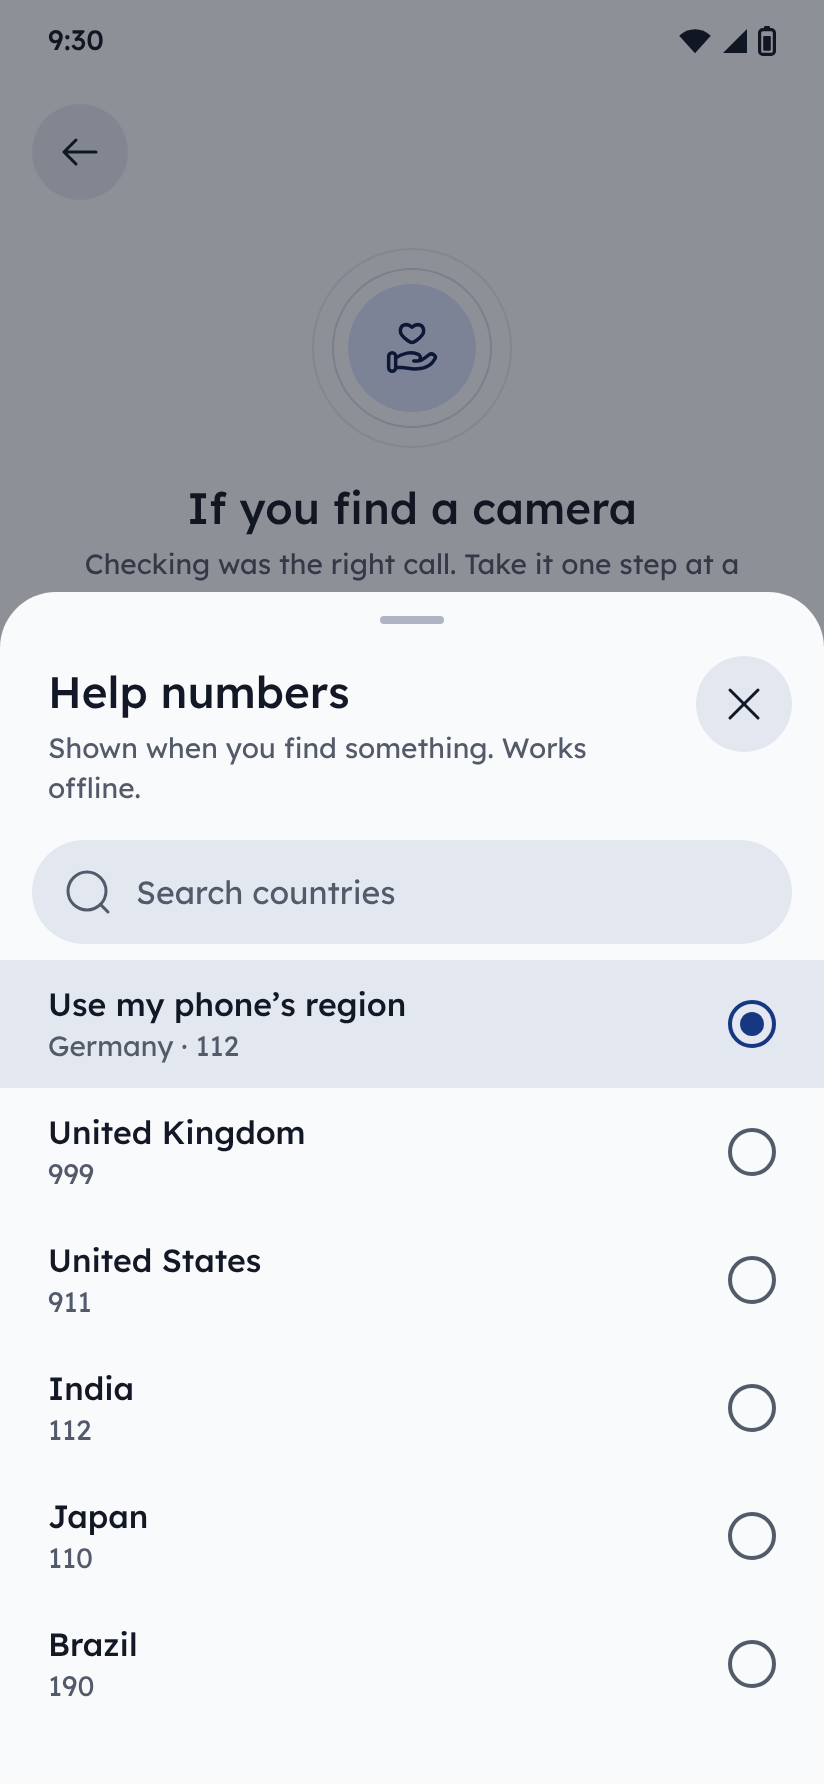 9:30
If you find a camera
Checking was the right call. Take it one step at a
Help numbers
Shown when you find something. Works
offline.
Search countries
Use my phone’s region
Germany · 112
United Kingdom
999
United States
911
India
112
Japan
110
Brazil
190